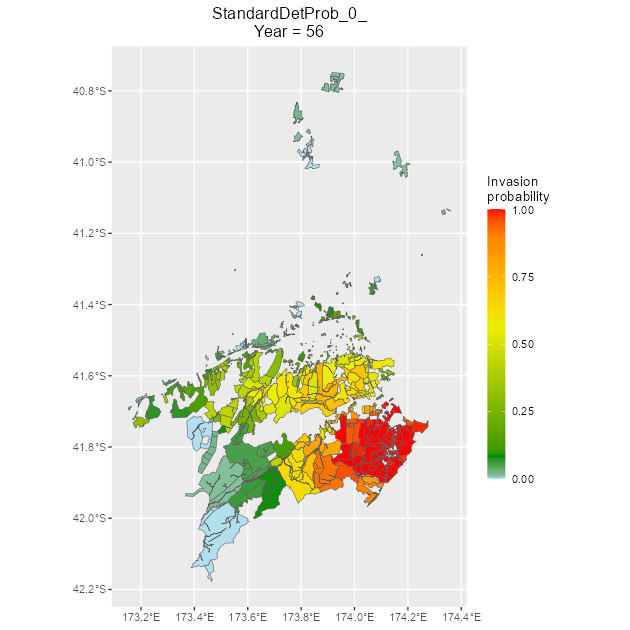 StandardDetProb_0_
Year = 56
40.8°S
41.0°S
41.2°S
41.4°S
41.6°S
41.8°S
42.0°S
42.2°S
173.2°E 173.4°E 173.6°E 173.8°E 174.0°E 174.2°E 174.4°E
Invasion
probability
1.00
0.75
0.50
0.25
0.00